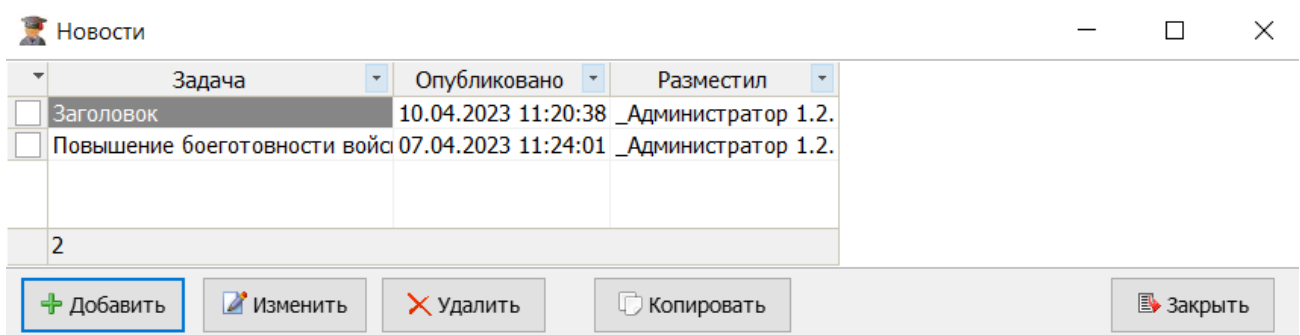 Новости
Задача Опубликовано Разместил
Заголовок 10.04.2023 11:20:38 _Администратор 1.2.
Повышение боеготовности войс 07.04.2023 11:24:01 _Администратор 1.2.
2
Добавить Изменить Удалить Копировать Закрыть